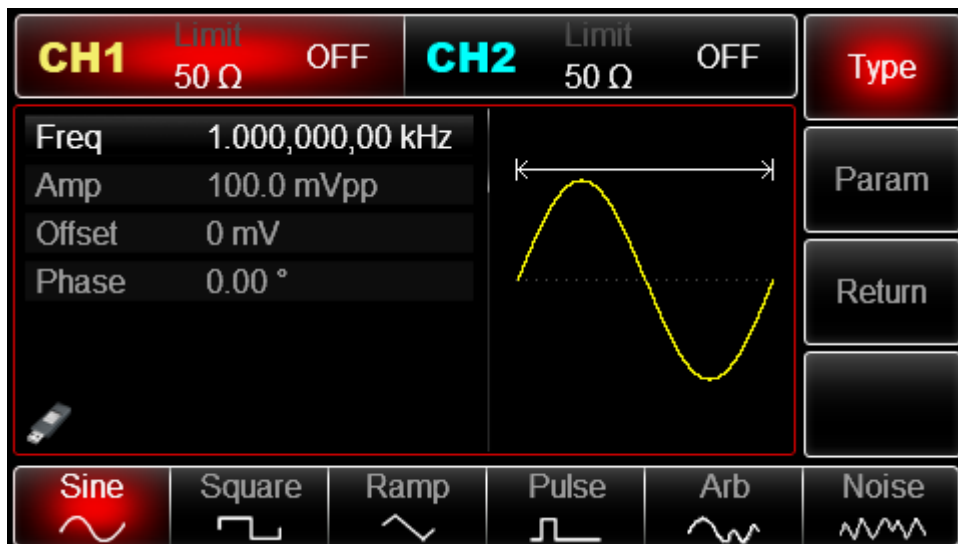 CH1 Limit 50 Ω OFF
CH2 Limit 50 Ω OFF
Type
Freq 1.000,000,00 kHz
Amp 100.0 mVpp
Offset 0 mV
Phase 0.00 °
Param
Return
Sine Square Ramp Pulse Arb Noise